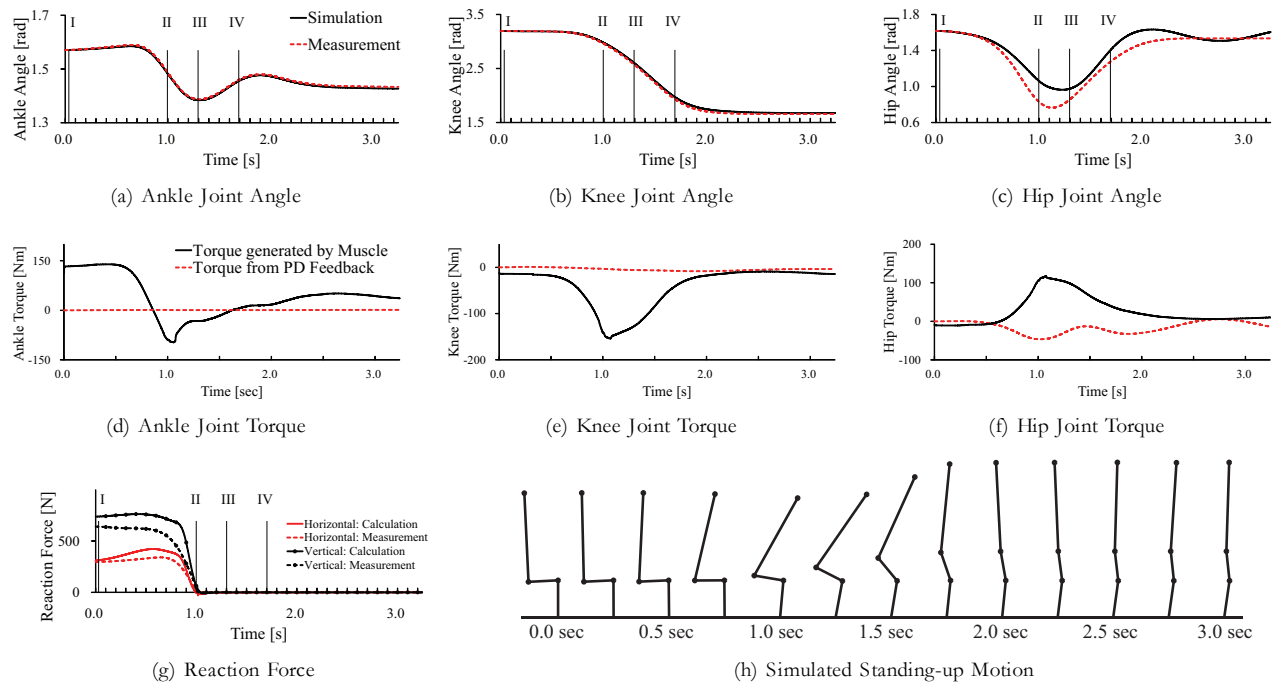 1.7
1.5
1.3
Ankle Angle [rad]
I
II
III
IV
Simulation
Measurement
0.0
1.0
2.0
3.0
Time [s]
(a) Ankle Joint Angle
3.5
2.5
1.5
Knee Angle [rad]
I
II
III
IV
0.0
1.0
2.0
3.0
Time [s]
(b) Knee Joint Angle
1.8
1.4
1.0
0.6
Hip Angle [rad]
I
II
III
IV
0.0
1.0
2.0
3.0
Time [s]
(c) Hip Joint Angle
150
0
-150
Ankle Torque [Nm]
Torque generated by Muscle
Torque from PD Feedback
0.0
1.0
2.0
3.0
Time [sec]
(d) Ankle Joint Torque
0
-100
-200
Knee Torque [Nm]
0.0
1.0
2.0
3.0
Time [s]
(e) Knee Joint Torque
200
100
0
-100
Hip Torque [Nm]
0.0
1.0
2.0
3.0
Time [s]
(f) Hip Joint Torque
500
0
Reaction Force [N]
I
II
III
IV
Horizontal: Calculation
Horizontal: Measurement
Vertical: Calculation
Vertical: Measurement
0.0
1.0
2.0
3.0
Time [s]
(g) Reaction Force
0.0 sec
0.5 sec
1.0 sec
1.5 sec
2.0 sec
2.5 sec
3.0 sec
(h) Simulated Standing-up Motion